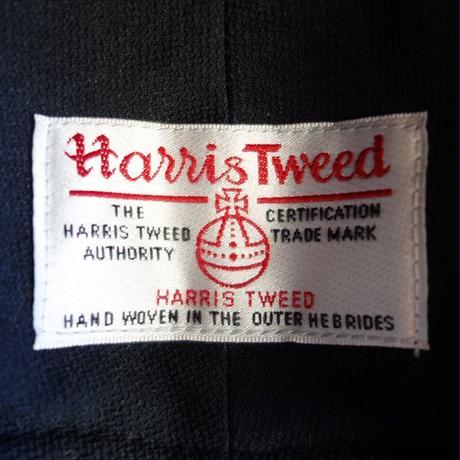 Harris Tweed
THE HARRIS TWEED AUTHORITY
CERTIFICATION TRADE MARK
HARRIS TWEED
HAND WOVEN IN THE OUTER HEBRIDES